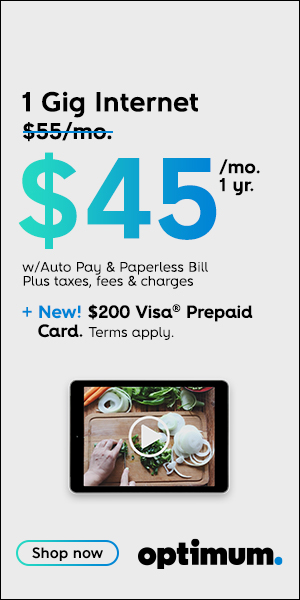 1 Gig Internet
$55/mo.
$45 /mo.
1 yr.
w/Auto Pay & Paperless Bill
Plus taxes, fees & charges
+ New! $200 Visa® Prepaid
Card. Terms apply.
Shop now
optimum.